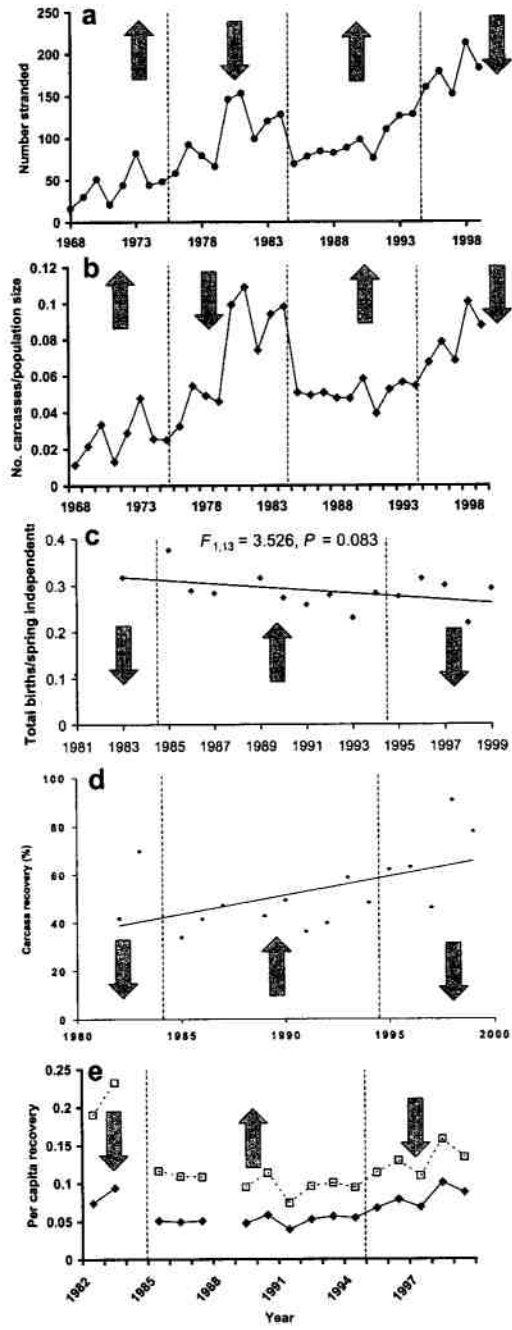 a
Number stranded
250
200
150
100
50
0
1968 1973 1978 1983 1988 1993 1998
b
No. carcasses/population size
0.12
0.1
0.08
0.06
0.04
0.02
0
1968 1973 1978 1983 1988 1993 1998
c
F1,13 = 3.526, P = 0.083
Total births/spring independents
0.4
0.3
0.2
0.1
0
1981 1983 1985 1987 1989 1991 1993 1995 1997 1999
d
Carcass recovery (%)
100
80
60
40
20
0
1980 1985 1990 1995 2000
e
Per capita recovery
0.25
0.2
0.15
0.1
0.05
0
1982 1985 1988 1991 1994 1997
Year